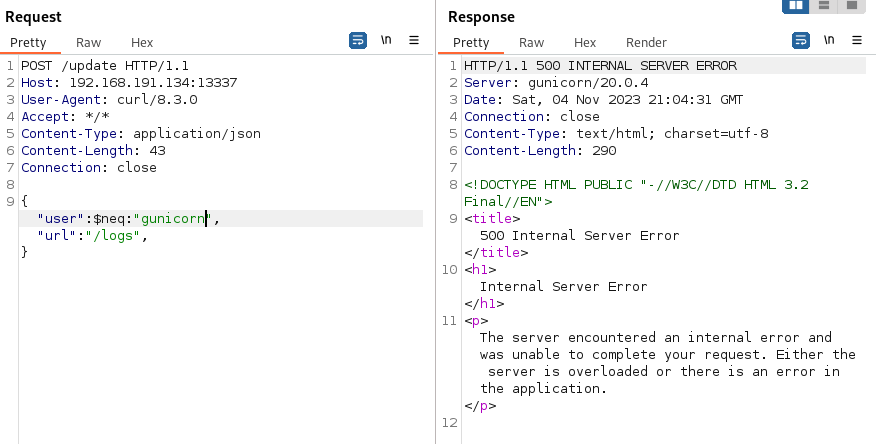 Request
Pretty Raw Hex \n
1 POST /update HTTP/1.1
2 Host: 192.168.191.134:13337
3 User-Agent: curl/8.3.0
4 Accept: */*
5 Content-Type: application/json
6 Content-Length: 43
7 Connection: close
8
9 {
"user":$neq:"gunicorn",
"url":"/logs",
}
Response
Pretty Raw Hex Render \n
1 HTTP/1.1 500 INTERNAL SERVER ERROR
2 Server: gunicorn/20.0.4
3 Date: Sat, 04 Nov 2023 21:04:31 GMT
4 Connection: close
5 Content-Type: text/html; charset=utf-8
6 Content-Length: 290
7
8 <!DOCTYPE HTML PUBLIC "-//W3C//DTD HTML 3.2
Final//EN">
9 <title>
500 Internal Server Error
</title>
10 <h1>
Internal Server Error
</h1>
11 <p>
The server encountered an internal error and
was unable to complete your request. Either the
server is overloaded or there is an error in
the application.
</p>
12